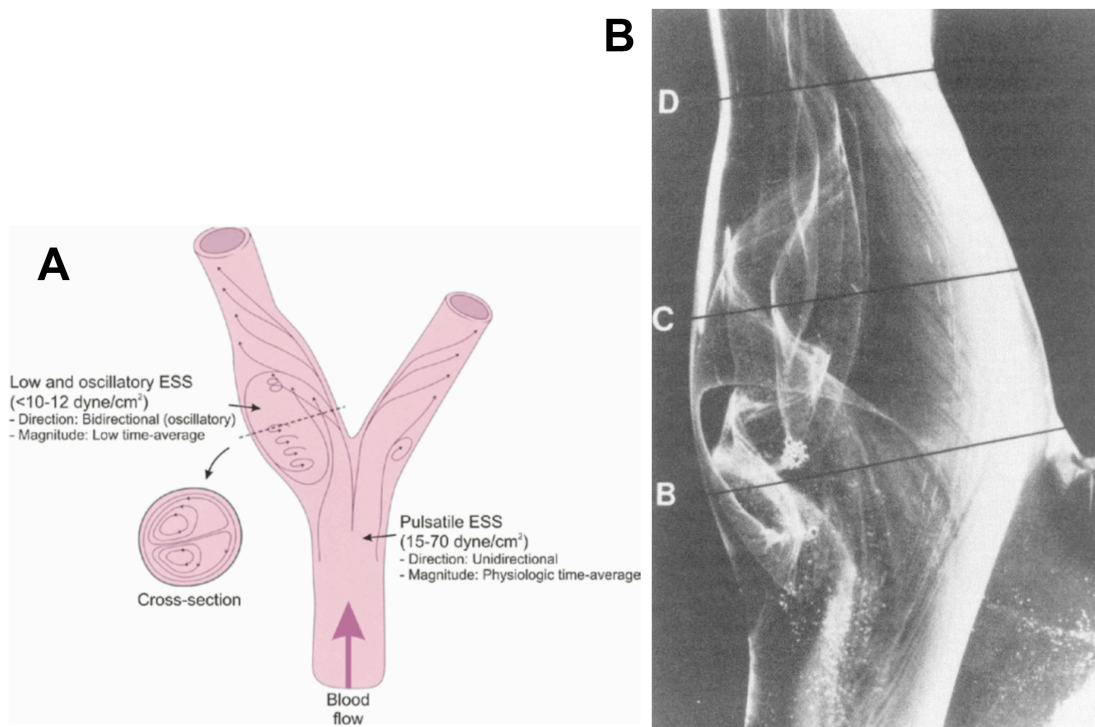 A
B
Low and oscillatory ESS
(<10-12 dyne/cm²)
- Direction: Bidirectional (oscillatory)
- Magnitude: Low time-average
Cross-section
Pulsatile ESS
(15-70 dyne/cm²)
- Direction: Unidirectional
- Magnitude: Physiologic time-average
Blood
flow
D
C
B